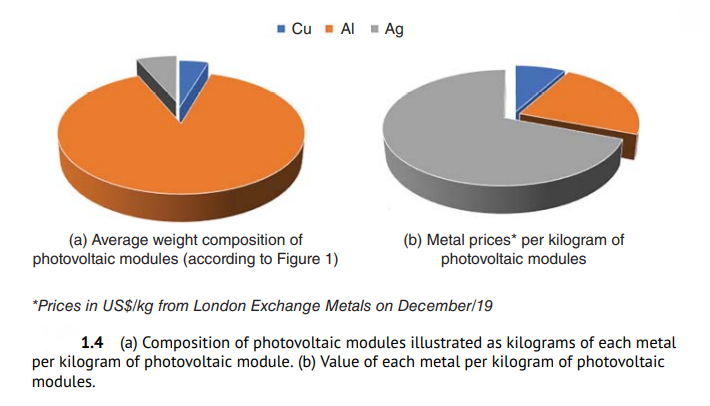 Cu Al Ag
(a) Average weight composition of
photovoltaic modules (according to Figure 1)
(b) Metal prices* per kilogram of
photovoltaic modules
*Prices in US$/kg from London Exchange Metals on December/19
1.4 (a) Composition of photovoltaic modules illustrated as kilograms of each metal
per kilogram of photovoltaic module. (b) Value of each metal per kilogram of photovoltaic
modules.